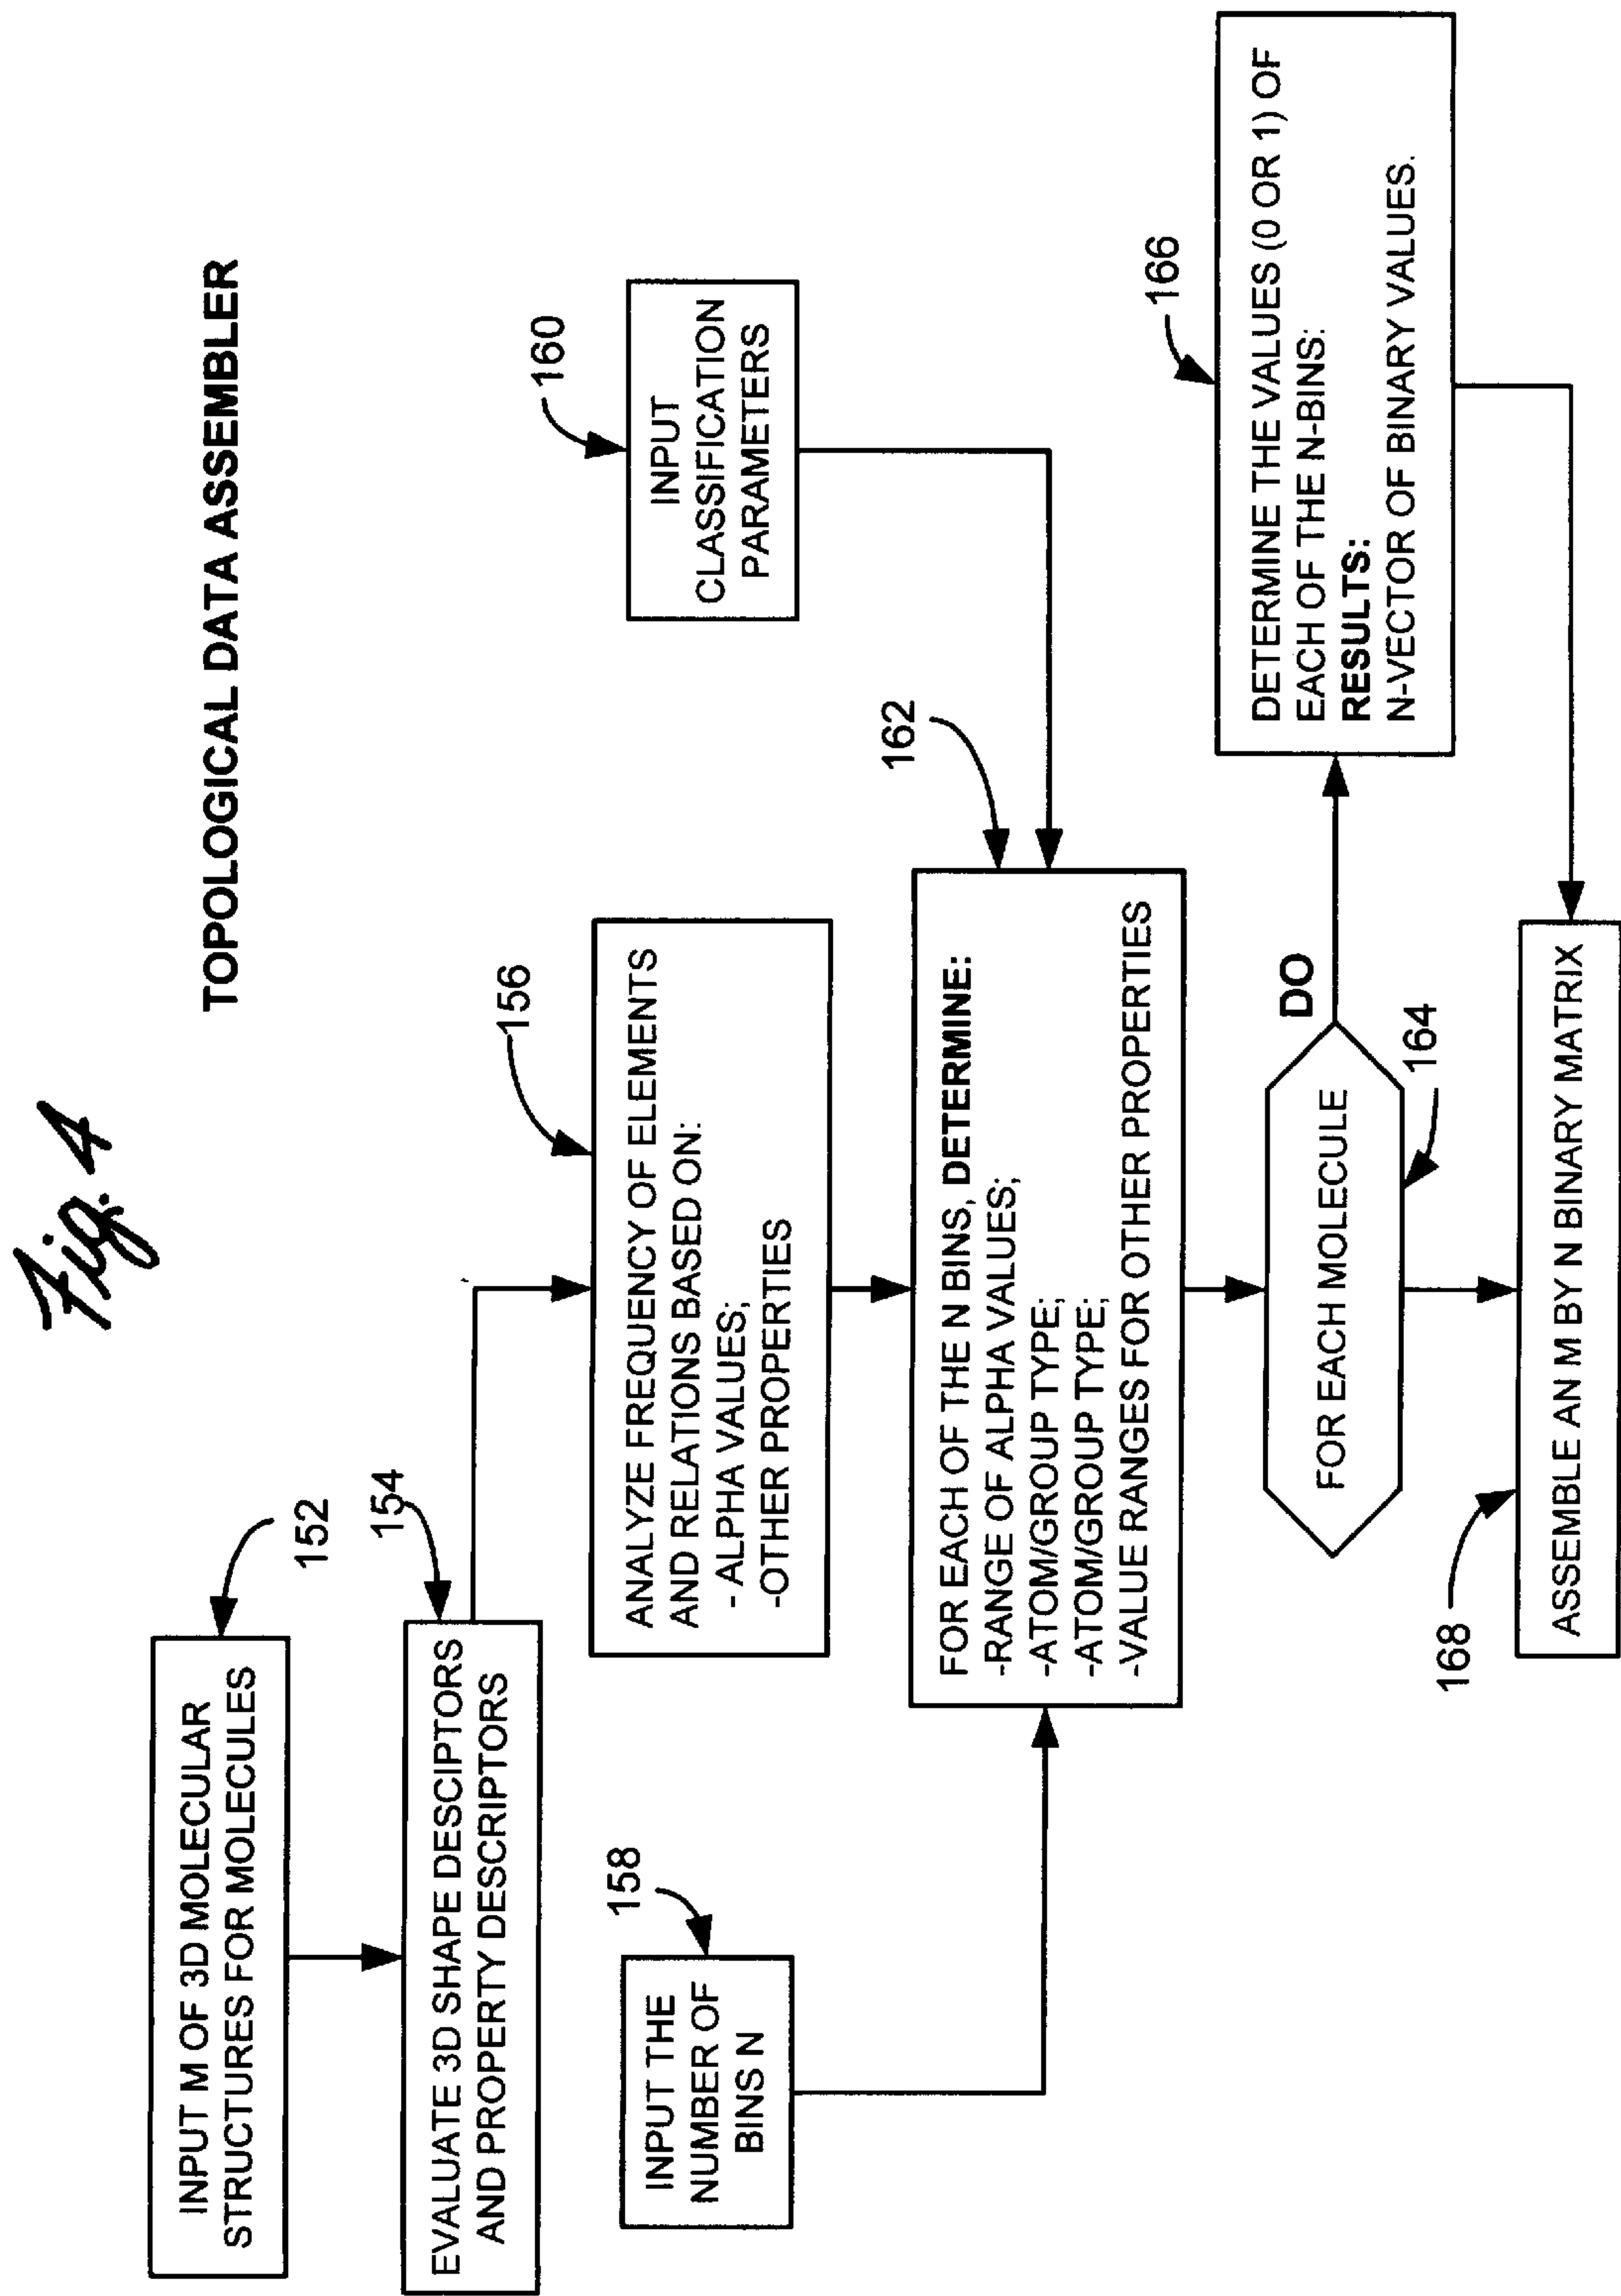 Fig. 4
TOPOLOGICAL DATA ASSEMBLER
INPUT M OF 3D MOLECULAR
STRUCTURES FOR MOLECULES
152
EVALUATE 3D SHAPE DESCIPTORS
AND PROPERTY DESCRIPTORS
154
ANALYZE FREQUENCY OF ELEMENTS
AND RELATIONS BASED ON:
- ALPHA VALUES;
-OTHER PROPERTIES
156
INPUT THE
NUMBER OF
BINS N
158
INPUT
CLASSIFICATION
PARAMETERS
160
FOR EACH OF THE N BINS, DETERMINE:
-RANGE OF ALPHA VALUES;
-ATOM/GROUP TYPE;
-ATOM/GROUP TYPE;
-VALUE RANGES FOR OTHER PROPERTIES
162
FOR EACH MOLECULE
164
DO
DETERMINE THE VALUES (0 OR 1) OF
EACH OF THE N-BINS:
RESULTS:
N-VECTOR OF BINARY VALUES.
166
ASSEMBLE AN M BY N BINARY MATRIX
168